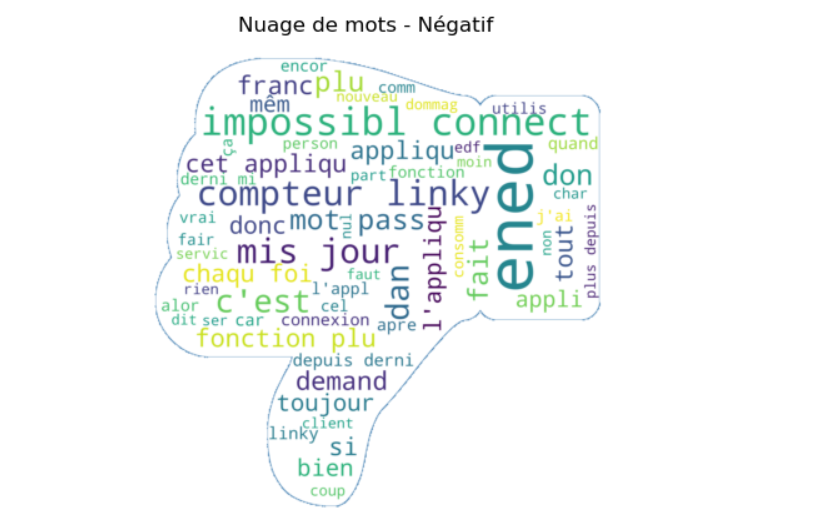 Nuage de mots - Négatif
encor
franc plu comm
nouveau
mêm dommag utilis
impossibl connect
ça person appliqu edf quand
cet appliqu moin
derni mi part fonction don
compteur linky ened char
vrai donc mot pass j'ai
nul
fair mis jour non tout
servic l'appliqu consomm fait plus depuis
chaqu foi faut dan
rien l'appl
alor c'est cel appli
dit ser car connexion apre
fonction plu
depuis derni
demand
toujour
client
linky si
bien
coup